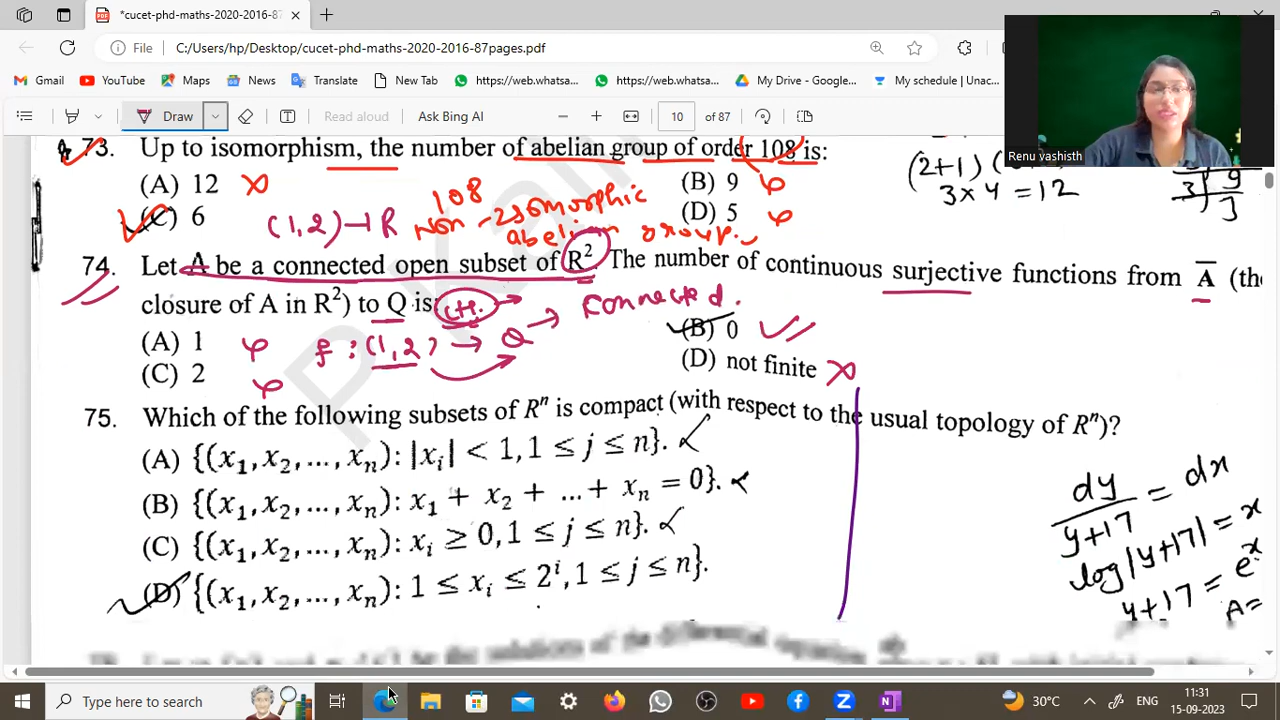 *cucet-phd-maths-2020-2016-87
File C:/Users/hp/Desktop/cucet-phd-maths-2020-2016-87pages.pdf
Gmail YouTube Maps News Translate New Tab https://web.whatsa... https://web.whatsa... My Drive - Google... My schedule | Unac...
Draw Read aloud Ask Bing AI 10 of 87
Renu vashisth
73. Up to isomorphism, the number of abelian group of order 108 is:
(2+1) (
3 x 4 = 12
3 9
3
(A) 12 (B) 9
108
(C) 6 (D) 5
(1,2) → R Non-Isomorphic
abelian group.
74. Let A be a connected open subset of R². The number of continuous surjective functions from A̅ (the
closure of A in R²) to Q is: cts. → connected.
(A) 1 (B) 0
f : (1,2) → Q →
(C) 2 (D) not finite
75. Which of the following subsets of Rⁿ is compact (with respect to the usual topology of Rⁿ)?
(A) {(x₁, x₂, ..., xₙ): |xᵢ| < 1, 1 ≤ j ≤ n}.
(B) {(x₁, x₂, ..., xₙ): x₁ + x₂ + ...+ xₙ = 0}.
(C) {(x₁, x₂, ..., xₙ): xᵢ ≥ 0, 1 ≤ j ≤ n}.
(D) {(x₁, x₂, ..., xₙ): 1 ≤ xᵢ ≤ 2ⁱ, 1 ≤ j ≤ n}.
dy/y+17 = dx
log|y+17| = x
y+17 = eˣ
A=
Type here to search 30°C ENG 11:31
15-09-2023